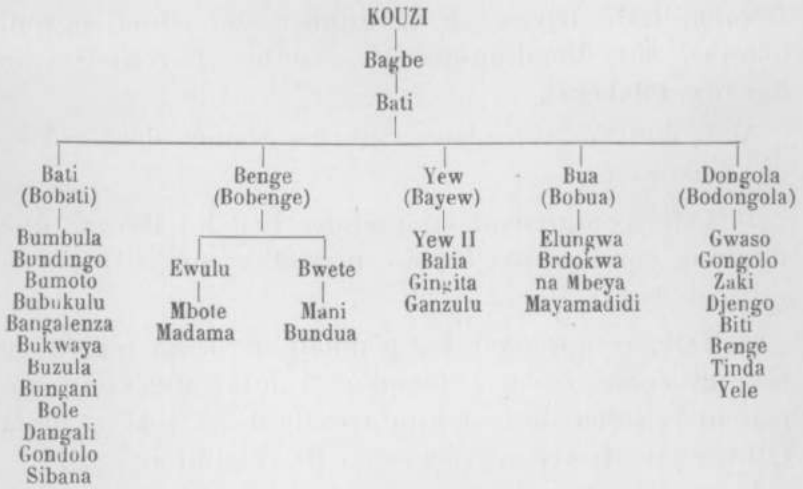 KOUZI
Bagbe
Bati
Bati
(Bobati)
Bumbula
Bundingo
Bumoto
Bubukulu
Bangalenza
Bukwaya
Buzula
Bungani
Bole
Dangali
Gondolo
Sibana
Benge
(Bobenge)
Ewulu
Mbote
Madama
Bwete
Mani
Bundua
Yew
(Bayew)
Yew II
Balia
Gingita
Ganzulu
Bua
(Bobua)
Elungwa
Brdokwa
na Mbeya
Mayamadidi
Dongola
(Bodongola)
Gwaso
Gongolo
Zaki
Djengo
Biti
Benge
Tinda
Yele